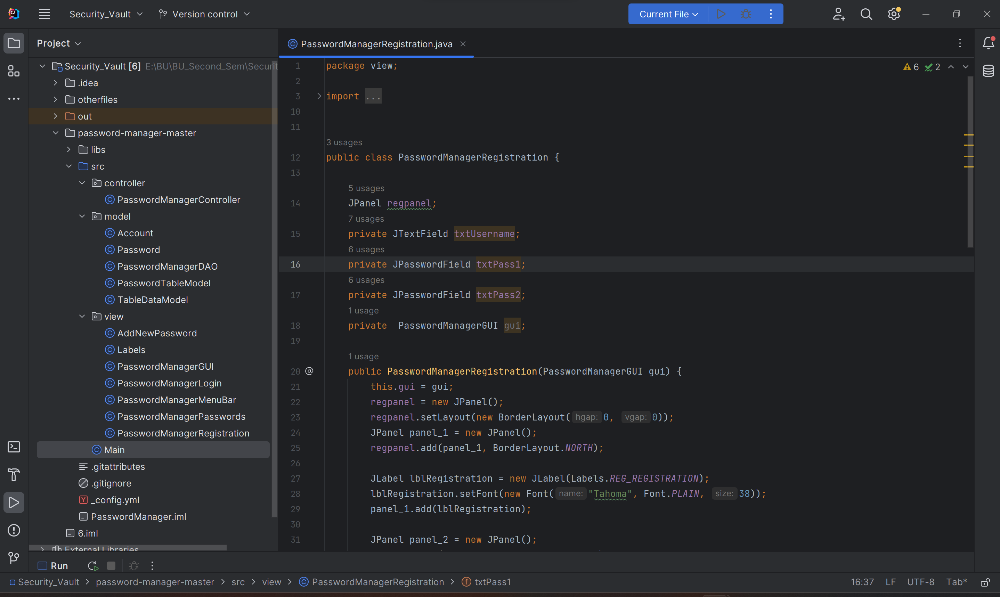 Security_Vault
Version control
Current File
Project
Security_Vault [6] E:\BU\BU_Second_Sem\Securit
.idea
otherfiles
out
password-manager-master
libs
src
controller
PasswordManagerController
model
Account
Password
PasswordManagerDAO
PasswordTableModel
TableDataModel
view
AddNewPassword
Labels
PasswordManagerGUI
PasswordManagerLogin
PasswordManagerMenuBar
PasswordManagerPasswords
PasswordManagerRegistration
Main
.gitattributes
.gitignore
_config.yml
PasswordManager.iml
6.iml
External Libraries
PasswordManagerRegistration.java
6 2
1 package view;
2
3 import ...
10
11
3 usages
12 public class PasswordManagerRegistration {
13
5 usages
14 JPanel regpanel;
7 usages
15 private JTextField txtUsername;
6 usages
16 private JPasswordField txtPass1;
6 usages
17 private JPasswordField txtPass2;
1 usage
18 private  PasswordManagerGUI gui;
19
1 usage
20 @ public PasswordManagerRegistration(PasswordManagerGUI gui) {
21 this.gui = gui;
22 regpanel = new JPanel();
23 regpanel.setLayout(new BorderLayout( hgap: 0, vgap: 0));
24 JPanel panel_1 = new JPanel();
25 regpanel.add(panel_1, BorderLayout.NORTH);
26
27 JLabel lblRegistration = new JLabel(Labels.REG_REGISTRATION);
28 lblRegistration.setFont(new Font( name: "Tahoma", Font.PLAIN, size: 38));
29 panel_1.add(lblRegistration);
30
31 JPanel panel_2 = new JPanel();
Run
Security_Vault > password-manager-master > src > view > PasswordManagerRegistration > txtPass1
16:37 LF UTF-8 Tab*